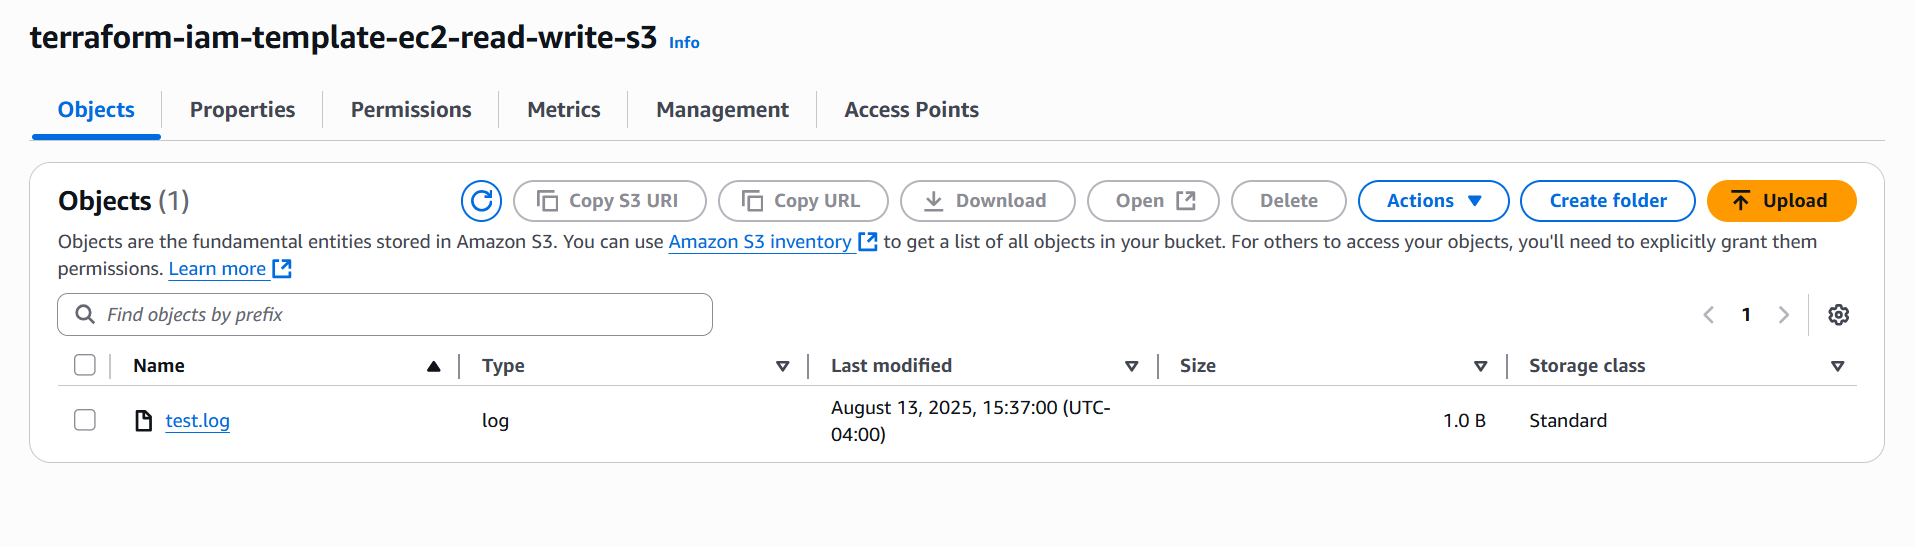 terraform-iam-template-ec2-read-write-s3 Info
Objects Properties Permissions Metrics Management Access Points
Objects (1) Copy S3 URI Copy URL Download Open Delete Actions Create folder Upload
Objects are the fundamental entities stored in Amazon S3. You can use Amazon S3 inventory to get a list of all objects in your bucket. For others to access your objects, you'll need to explicitly grant them
permissions. Learn more
Find objects by prefix 1
Name Type Last modified Size Storage class
test.log log August 13, 2025, 15:37:00 (UTC-
04:00) 1.0 B Standard